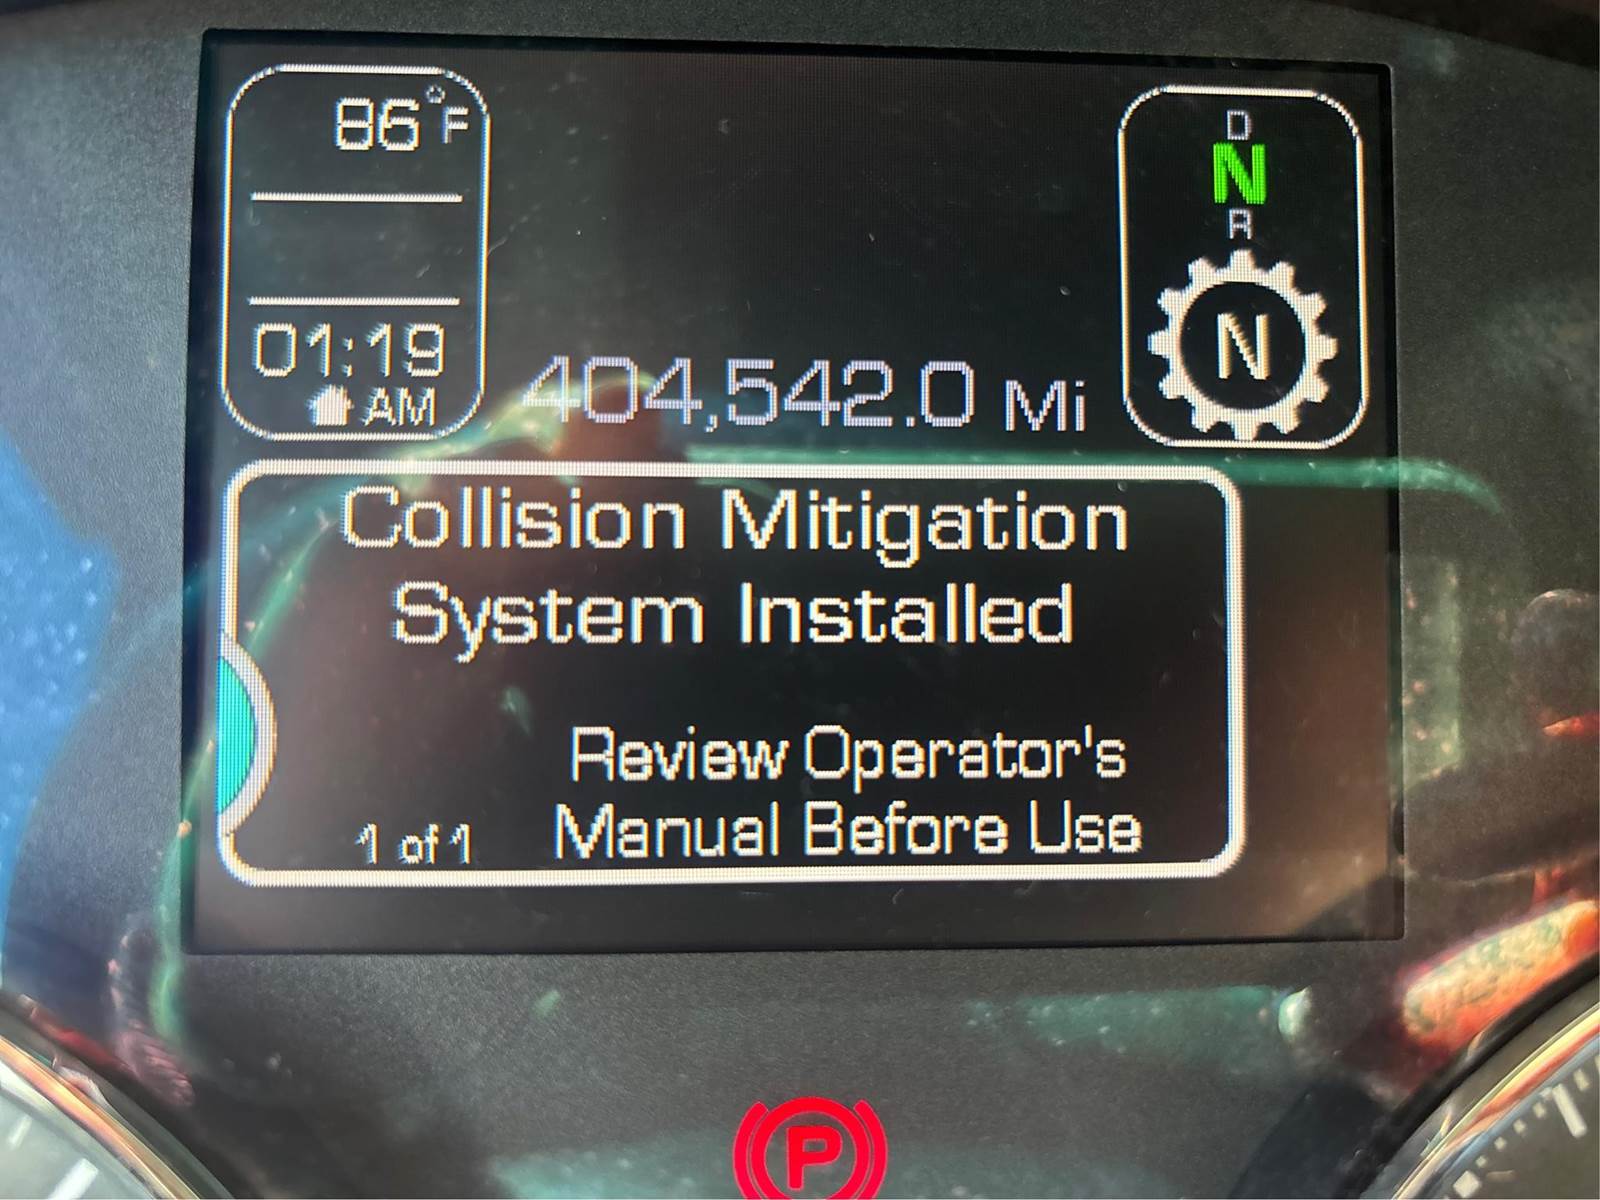 86°F
01:19
AM
404,542.0 Mi
D
N
R
N
Collision Mitigation
System Installed
Review Operator's
Manual Before Use
1 of 1
P